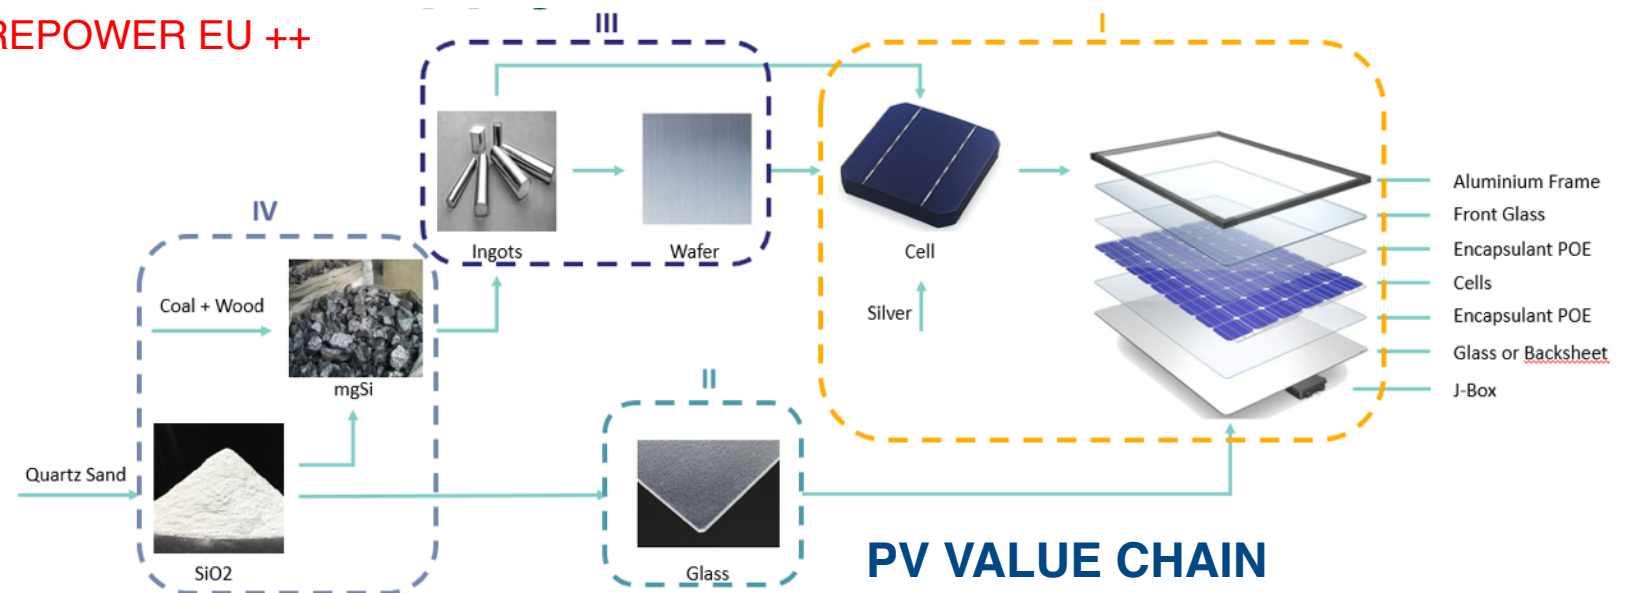 REPOWER EU ++
III
I
Ingots
Wafer
Cell
Silver
Aluminium Frame
Front Glass
Encapsulant POE
Cells
Encapsulant POE
Glass or Backsheet
J-Box
IV
Coal + Wood
mgSi
Quartz Sand
SiO2
II
Glass
PV VALUE CHAIN